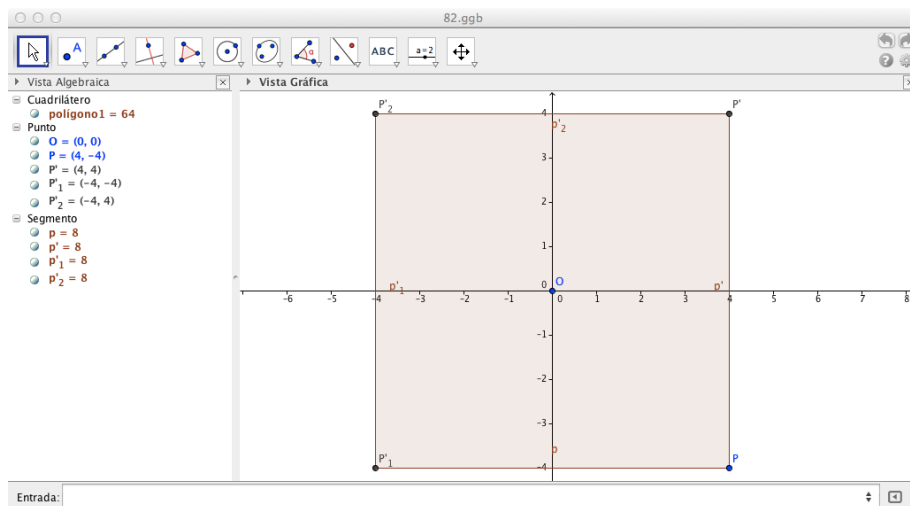 82.ggb
A
α
ABC
a=2
Vista Algebraica
Vista Gráfica
Cuadrilátero
polígono1 = 64
Punto
O = (0, 0)
P = (4, -4)
P' = (4, 4)
P'1 = (-4, -4)
P'2 = (-4, 4)
Segmento
p = 8
p' = 8
p'1 = 8
p'2 = 8
P'2
P'
4
p'2
3
2
1
0
O
p'1
p'
-6 -5 -4 -3 -2 -1 0 1 2 3 4 5 6 7 8
-1
-2
-3
p
P'1
P
-4
Entrada: